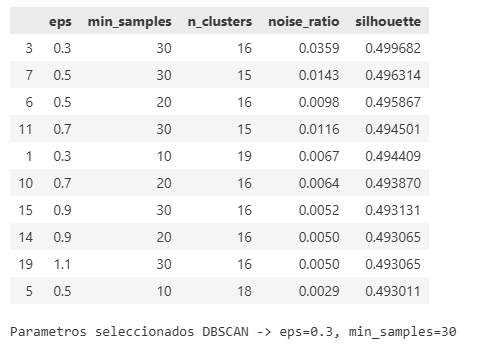 eps min_samples n_clusters noise_ratio silhouette
3 0.3 30 16 0.0359 0.499682
7 0.5 30 15 0.0143 0.496314
6 0.5 20 16 0.0098 0.495867
11 0.7 30 15 0.0116 0.494501
1 0.3 10 19 0.0067 0.494409
10 0.7 20 16 0.0064 0.493870
15 0.9 30 16 0.0052 0.493131
14 0.9 20 16 0.0050 0.493065
19 1.1 30 16 0.0050 0.493065
5 0.5 10 18 0.0029 0.493011
Parametros seleccionados DBSCAN -> eps=0.3, min_samples=30